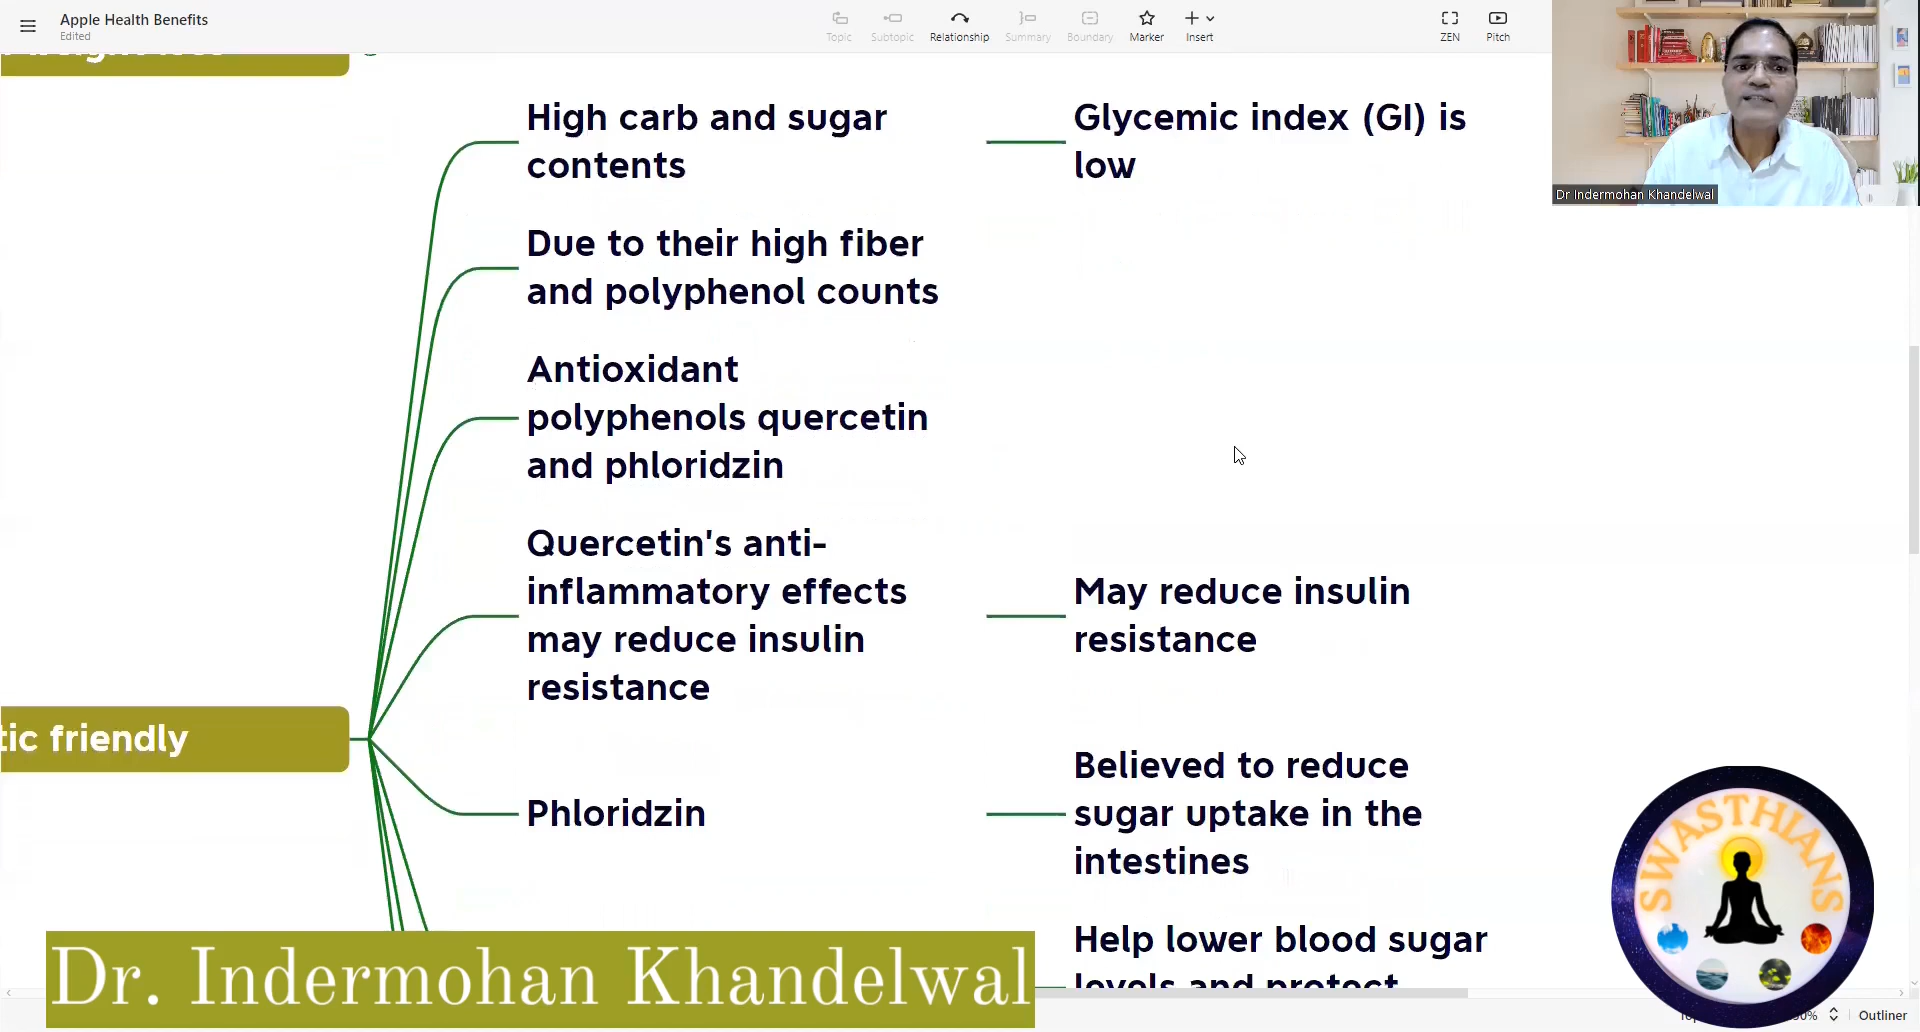 Apple Health Benefits
Edited
Topic
Subtopic
Relationship
Summary
Boundary
Marker
Insert
ZEN
Pitch
High carb and sugar
contents
Glycemic index (GI) is
low
Due to their high fiber
and polyphenol counts
Antioxidant
polyphenols quercetin
and phloridzin
Quercetin's anti-
inflammatory effects
may reduce insulin
resistance
May reduce insulin
resistance
tic friendly
Phloridzin
Believed to reduce
sugar uptake in the
intestines
Help lower blood sugar
levels and protect
Dr Indermohan Khandelwal
SWASTHIANS
Dr. Indermohan Khandelwal
Outliner